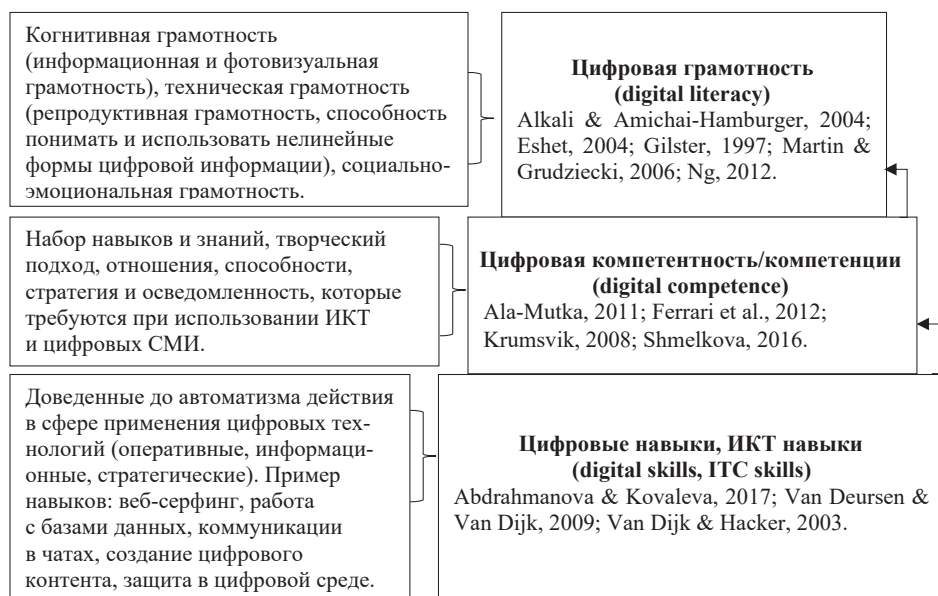 Когнитивная грамотность
(информационная и фотовизуальная
грамотность), техническая грамотность
(репродуктивная грамотность, способность
понимать и использовать нелинейные
формы цифровой информации), социально-
эмоциональная грамотность.
Цифровая грамотность
(digital literacy)
Alkali & Amichai-Hamburger, 2004;
Eshet, 2004; Gilster, 1997; Martin &
Grudziecki, 2006; Ng, 2012.
Набор навыков и знаний, творческий
подход, отношения, способности,
стратегия и осведомленность, которые
требуются при использовании ИКТ
и цифровых СМИ.
Цифровая компетентность/компетенции
(digital competence)
Ala-Mutka, 2011; Ferrari et al., 2012;
Krumsvik, 2008; Shmelkova, 2016.
Доведенные до автоматизма действия
в сфере применения цифровых тех-
нологий (оперативные, информаци-
онные, стратегические). Пример
навыков: веб-серфинг, работа
с базами данных, коммуникации
в чатах, создание цифрового
контента, защита в цифровой среде.
Цифровые навыки, ИКТ навыки
(digital skills, ITC skills)
Abdrahmanova & Kovaleva, 2017; Van Deursen &
Van Dijk, 2009; Van Dijk & Hacker, 2003.